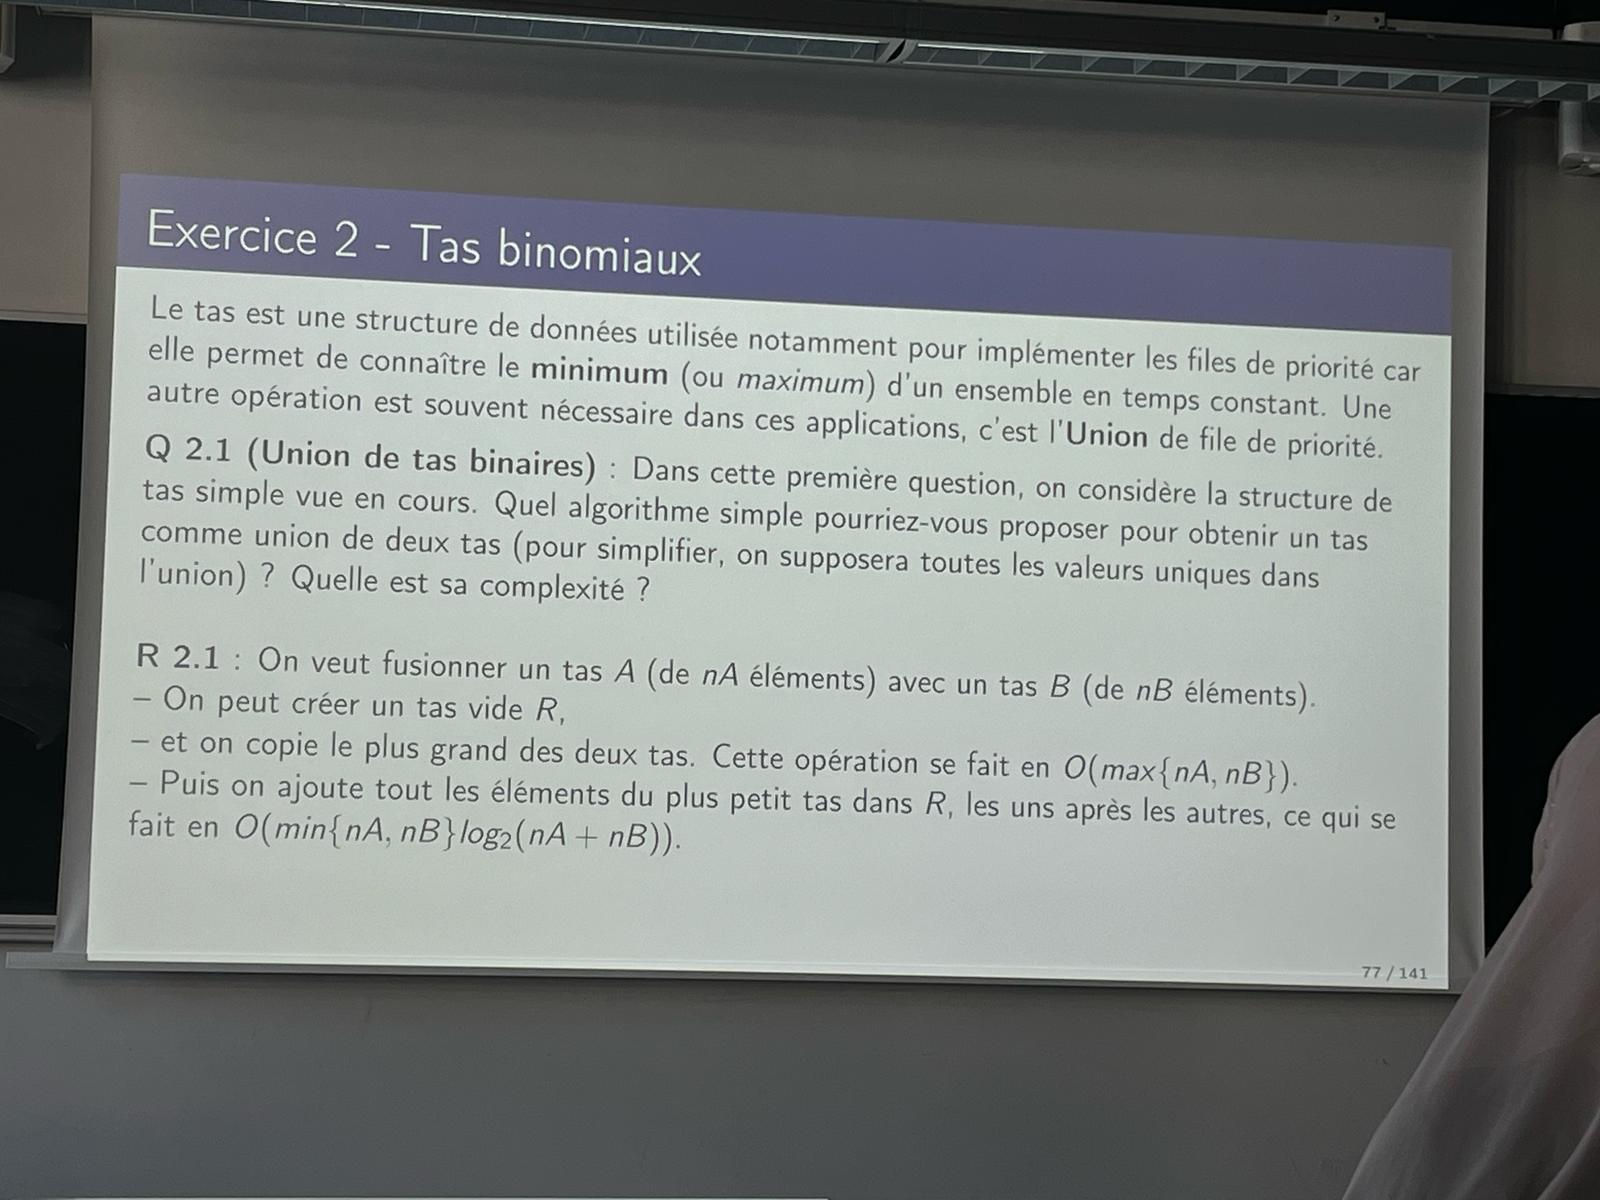 Exercice 2 - Tas binomiaux
Le tas est une structure de données utilisée notamment pour implémenter les files de priorité car
elle permet de connaître le minimum (ou maximum) d'un ensemble en temps constant. Une
autre opération est souvent nécessaire dans ces applications, c'est l'Union de file de priorité.
Q 2.1 (Union de tas binaires) : Dans cette première question, on considère la structure de
tas simple vue en cours. Quel algorithme simple pourriez-vous proposer pour obtenir un tas
comme union de deux tas (pour simplifier, on supposera toutes les valeurs uniques dans
l'union) ? Quelle est sa complexité ?
R 2.1 : On veut fusionner un tas A (de nA éléments) avec un tas B (de nB éléments).
– On peut créer un tas vide R,
– et on copie le plus grand des deux tas. Cette opération se fait en O(max{nA, nB}).
– Puis on ajoute tout les éléments du plus petit tas dans R, les uns après les autres, ce qui se
fait en O(min{nA, nB}log₂(nA + nB)).
77 / 141